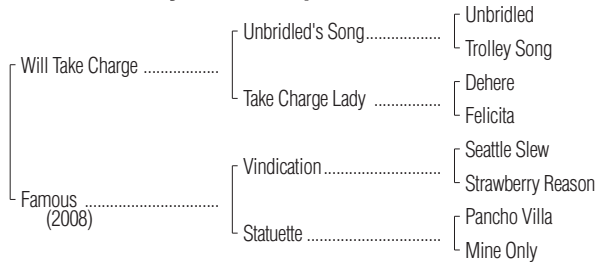 Unbridled
Unbridled's Song..................
Trolley Song
Will Take Charge ..................
Dehere
Take Charge Lady ................
Felicita
Seattle Slew
Vindication............................
Strawberry Reason
Famous ................................
(2008)
Pancho Villa
Statuette ................................
Mine Only